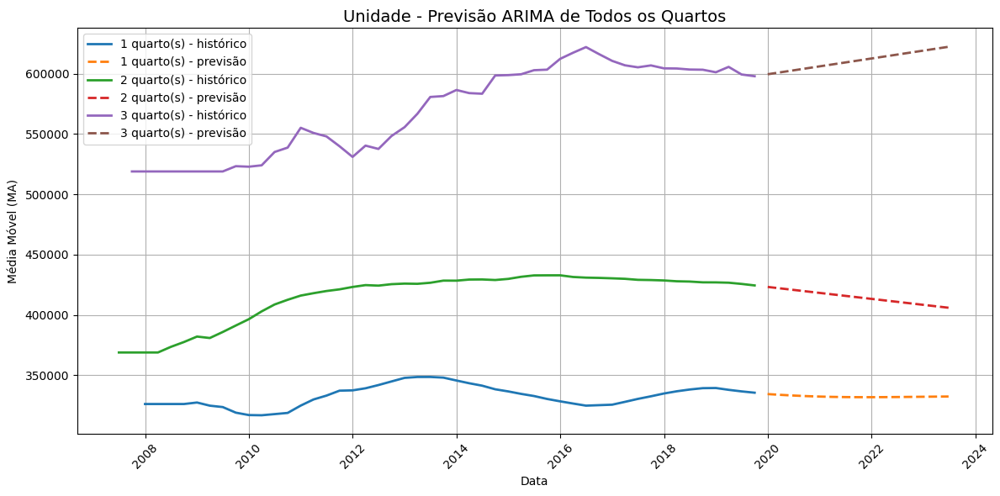 Unidade - Previsão ARIMA de Todos os Quartos
1 quarto(s) - histórico
1 quarto(s) - previsão
2 quarto(s) - histórico
2 quarto(s) - previsão
3 quarto(s) - histórico
3 quarto(s) - previsão
600000
550000
500000
450000
400000
350000
Média Móvel (MA)
2008
2010
2012
2014
2016
2018
2020
2022
2024
Data